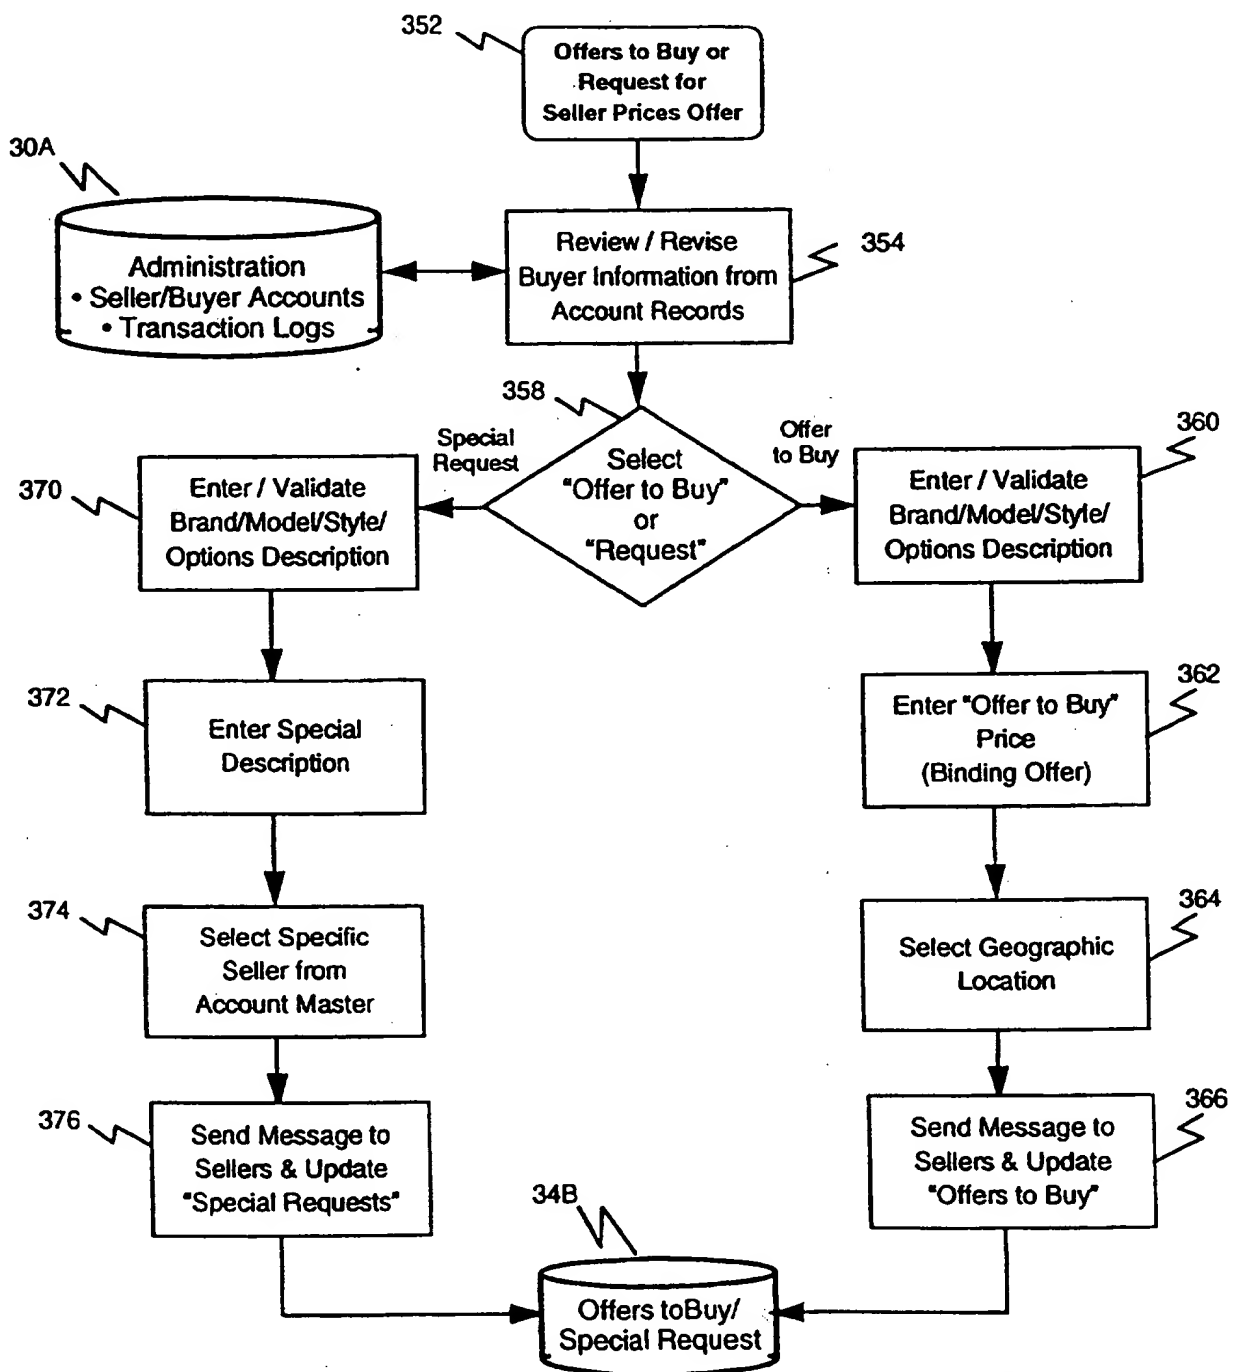 352
Offers to Buy or
Request for
Seller Prices Offer
30A
Administration
• Seller/Buyer Accounts
• Transaction Logs
Review / Revise
Buyer Information from
Account Records
354
358
Special
Request
Select
"Offer to Buy"
or
"Request"
Offer
to Buy
360
Enter / Validate
Brand/Model/Style/
Options Description
370
Enter / Validate
Brand/Model/Style/
Options Description
372
Enter Special
Description
362
Enter "Offer to Buy"
Price
(Binding Offer)
374
Select Specific
Seller from
Account Master
364
Select Geographic
Location
376
Send Message to
Sellers & Update
"Special Requests"
366
Send Message to
Sellers & Update
"Offers to Buy"
34B
Offers toBuy/
Special Request